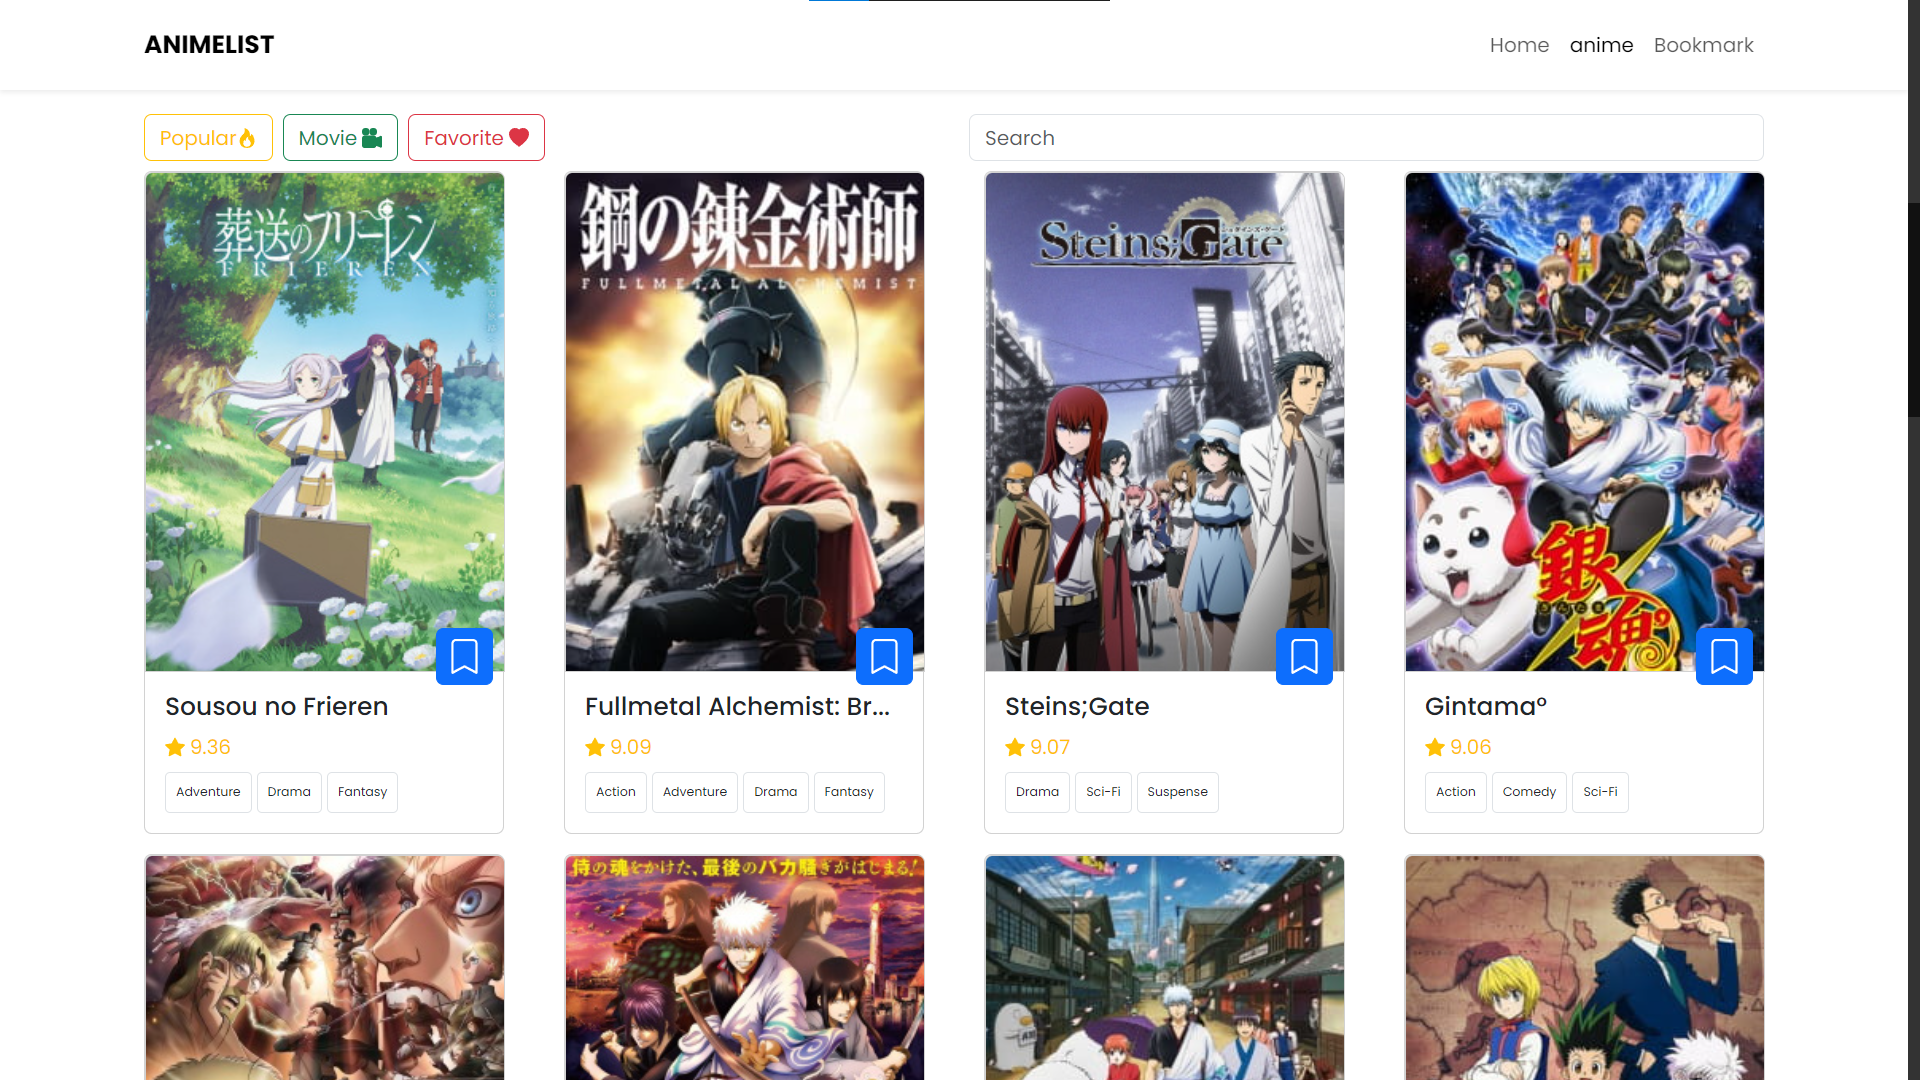 ANIMELIST
Home
anime
Bookmark
Popular
Movie
Favorite
Search
葬送のフリーレン
FRIEREN
鋼の錬金術師
FULLMETAL ALCHEMIST
Steins;Gate
銀魂°
ぎんたま
Sousou no Frieren
9.36
Adventure
Drama
Fantasy
Fullmetal Alchemist: Br...
9.09
Action
Adventure
Drama
Fantasy
Steins;Gate
9.07
Drama
Sci-Fi
Suspense
Gintama°
9.06
Action
Comedy
Sci-Fi
侍の魂をかけた、最後のバカ騒ぎがはじまる!